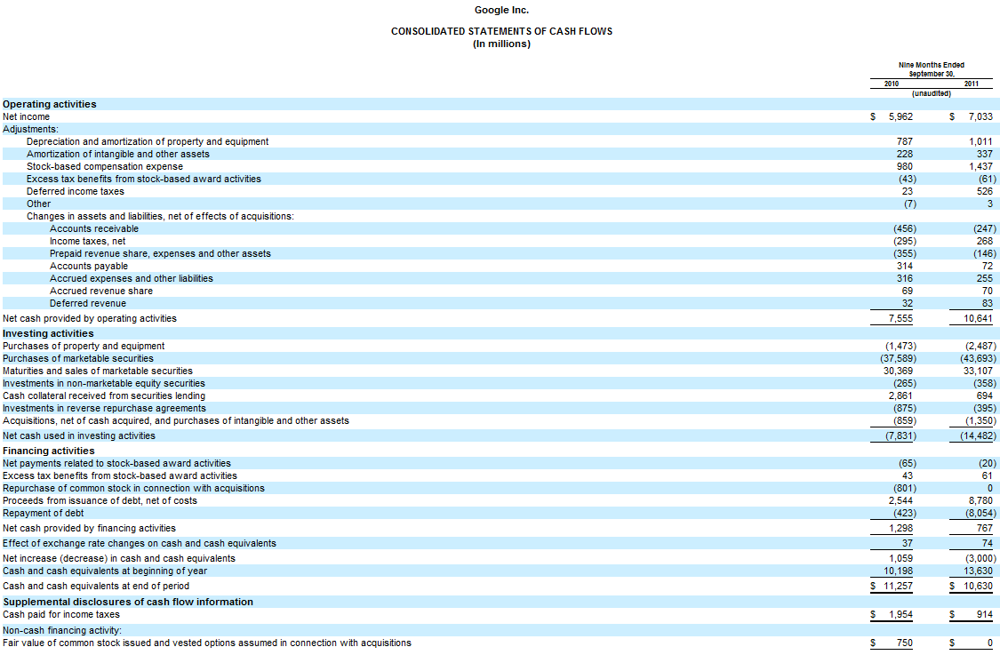 Google Inc.
CONSOLIDATED STATEMENTS OF CASH FLOWS
(In millions)
Nine Months Ended
September 30,
2010 2011
(unaudited)
Operating activities
Net income $ 5,962 $ 7,033
Adjustments:
Depreciation and amortization of property and equipment 787 1,011
Amortization of intangible and other assets 228 337
Stock-based compensation expense 980 1,437
Excess tax benefits from stock-based award activities (43) (61)
Deferred income taxes 23 526
Other (7) 3
Changes in assets and liabilities, net of effects of acquisitions:
Accounts receivable (456) (247)
Income taxes, net (295) 268
Prepaid revenue share, expenses and other assets (355) (146)
Accounts payable 314 72
Accrued expenses and other liabilities 316 255
Accrued revenue share 69 70
Deferred revenue 32 83
Net cash provided by operating activities 7,555 10,641
Investing activities
Purchases of property and equipment (1,473) (2,487)
Purchases of marketable securities (37,589) (43,693)
Maturities and sales of marketable securities 30,369 33,107
Investments in non-marketable equity securities (265) (358)
Cash collateral received from securities lending 2,861 694
Investments in reverse repurchase agreements (875) (395)
Acquisitions, net of cash acquired, and purchases of intangible and other assets (859) (1,350)
Net cash used in investing activities (7,831) (14,482)
Financing activities
Net payments related to stock-based award activities (65) (20)
Excess tax benefits from stock-based award activities 43 61
Repurchase of common stock in connection with acquisitions (801) 0
Proceeds from issuance of debt, net of costs 2,544 8,780
Repayment of debt (423) (8,054)
Net cash provided by financing activities 1,298 767
Effect of exchange rate changes on cash and cash equivalents 37 74
Net increase (decrease) in cash and cash equivalents 1,059 (3,000)
Cash and cash equivalents at beginning of year 10,198 13,630
Cash and cash equivalents at end of period $ 11,257 $ 10,630
Supplemental disclosures of cash flow information
Cash paid for income taxes $ 1,954 $ 914
Non-cash financing activity:
Fair value of common stock issued and vested options assumed in connection with acquisitions $ 750 $ 0